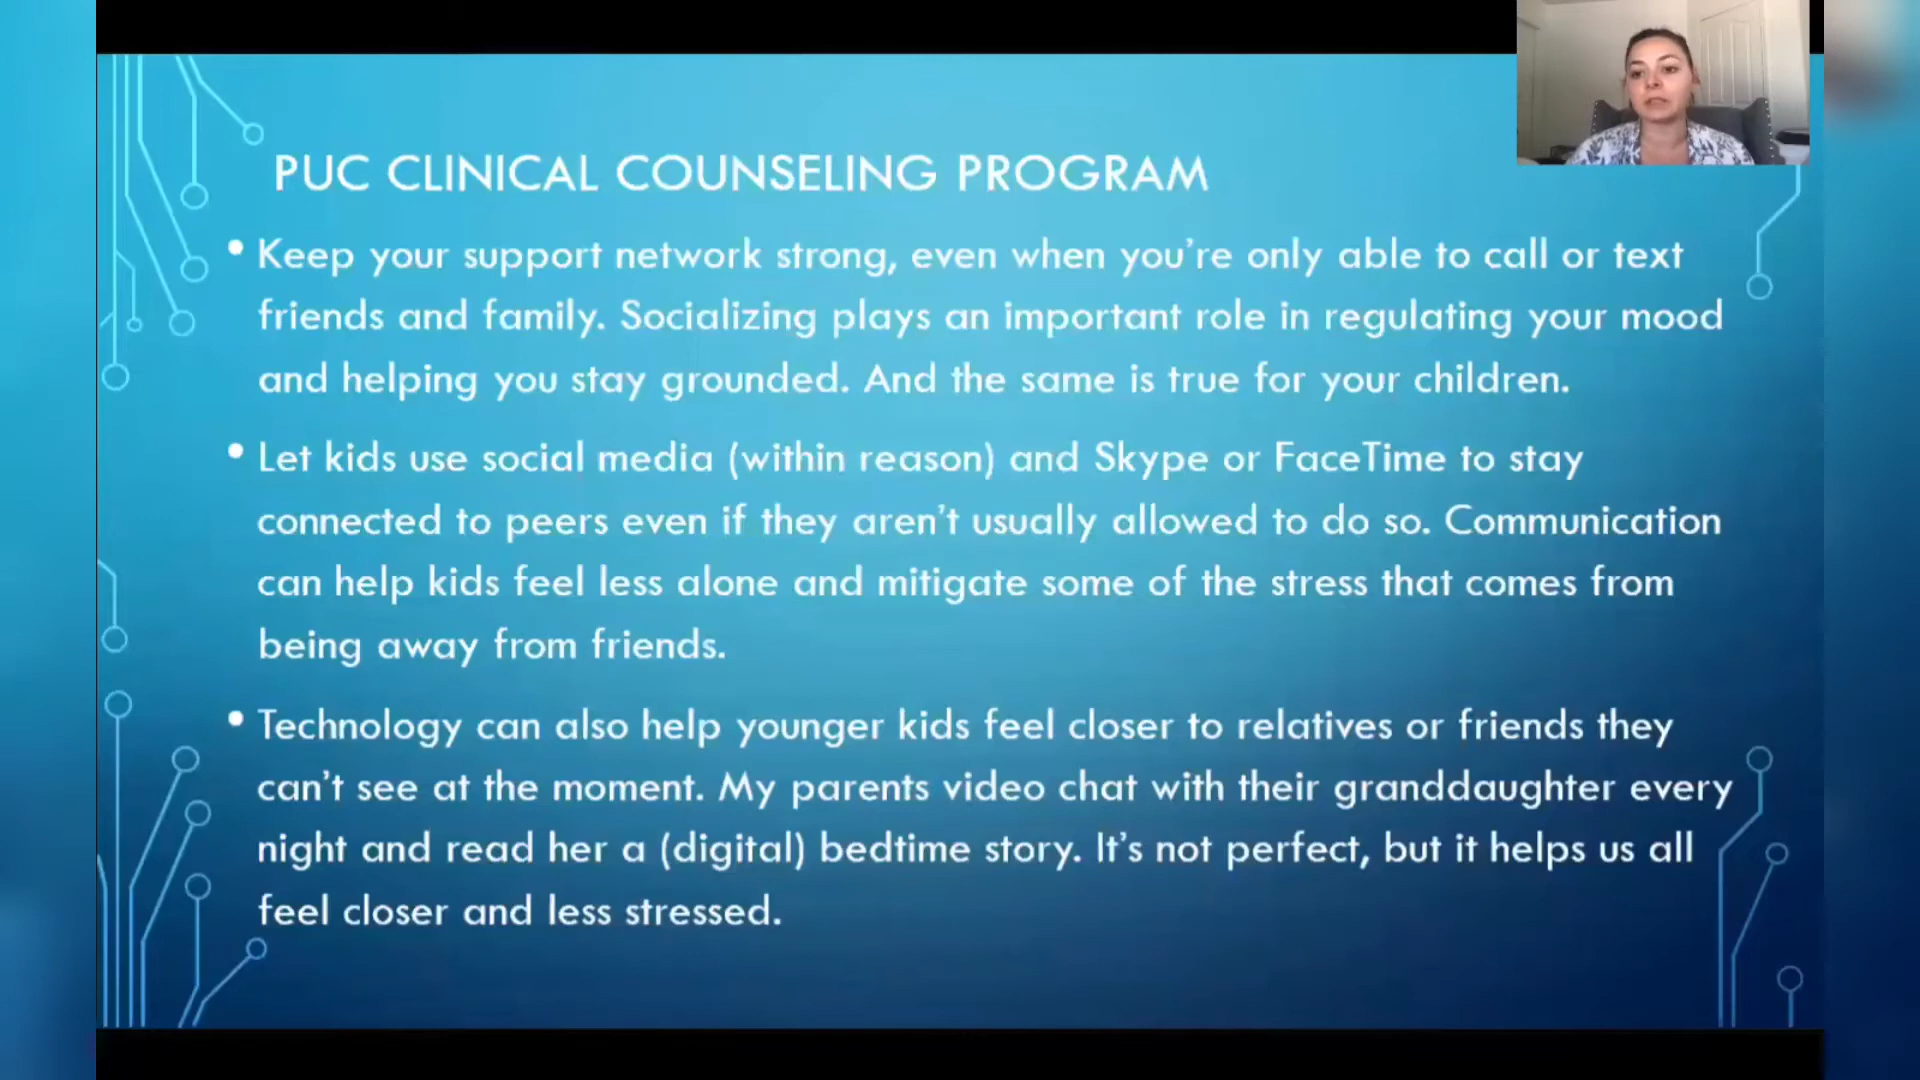 PUC CLINICAL COUNSELING PROGRAM
• Keep your support network strong, even when you’re only able to call or text
friends and family. Socializing plays an important role in regulating your mood
and helping you stay grounded. And the same is true for your children.
• Let kids use social media (within reason) and Skype or FaceTime to stay
connected to peers even if they aren’t usually allowed to do so. Communication
can help kids feel less alone and mitigate some of the stress that comes from
being away from friends.
• Technology can also help younger kids feel closer to relatives or friends they
can’t see at the moment. My parents video chat with their granddaughter every
night and read her a (digital) bedtime story. It’s not perfect, but it helps us all
feel closer and less stressed.